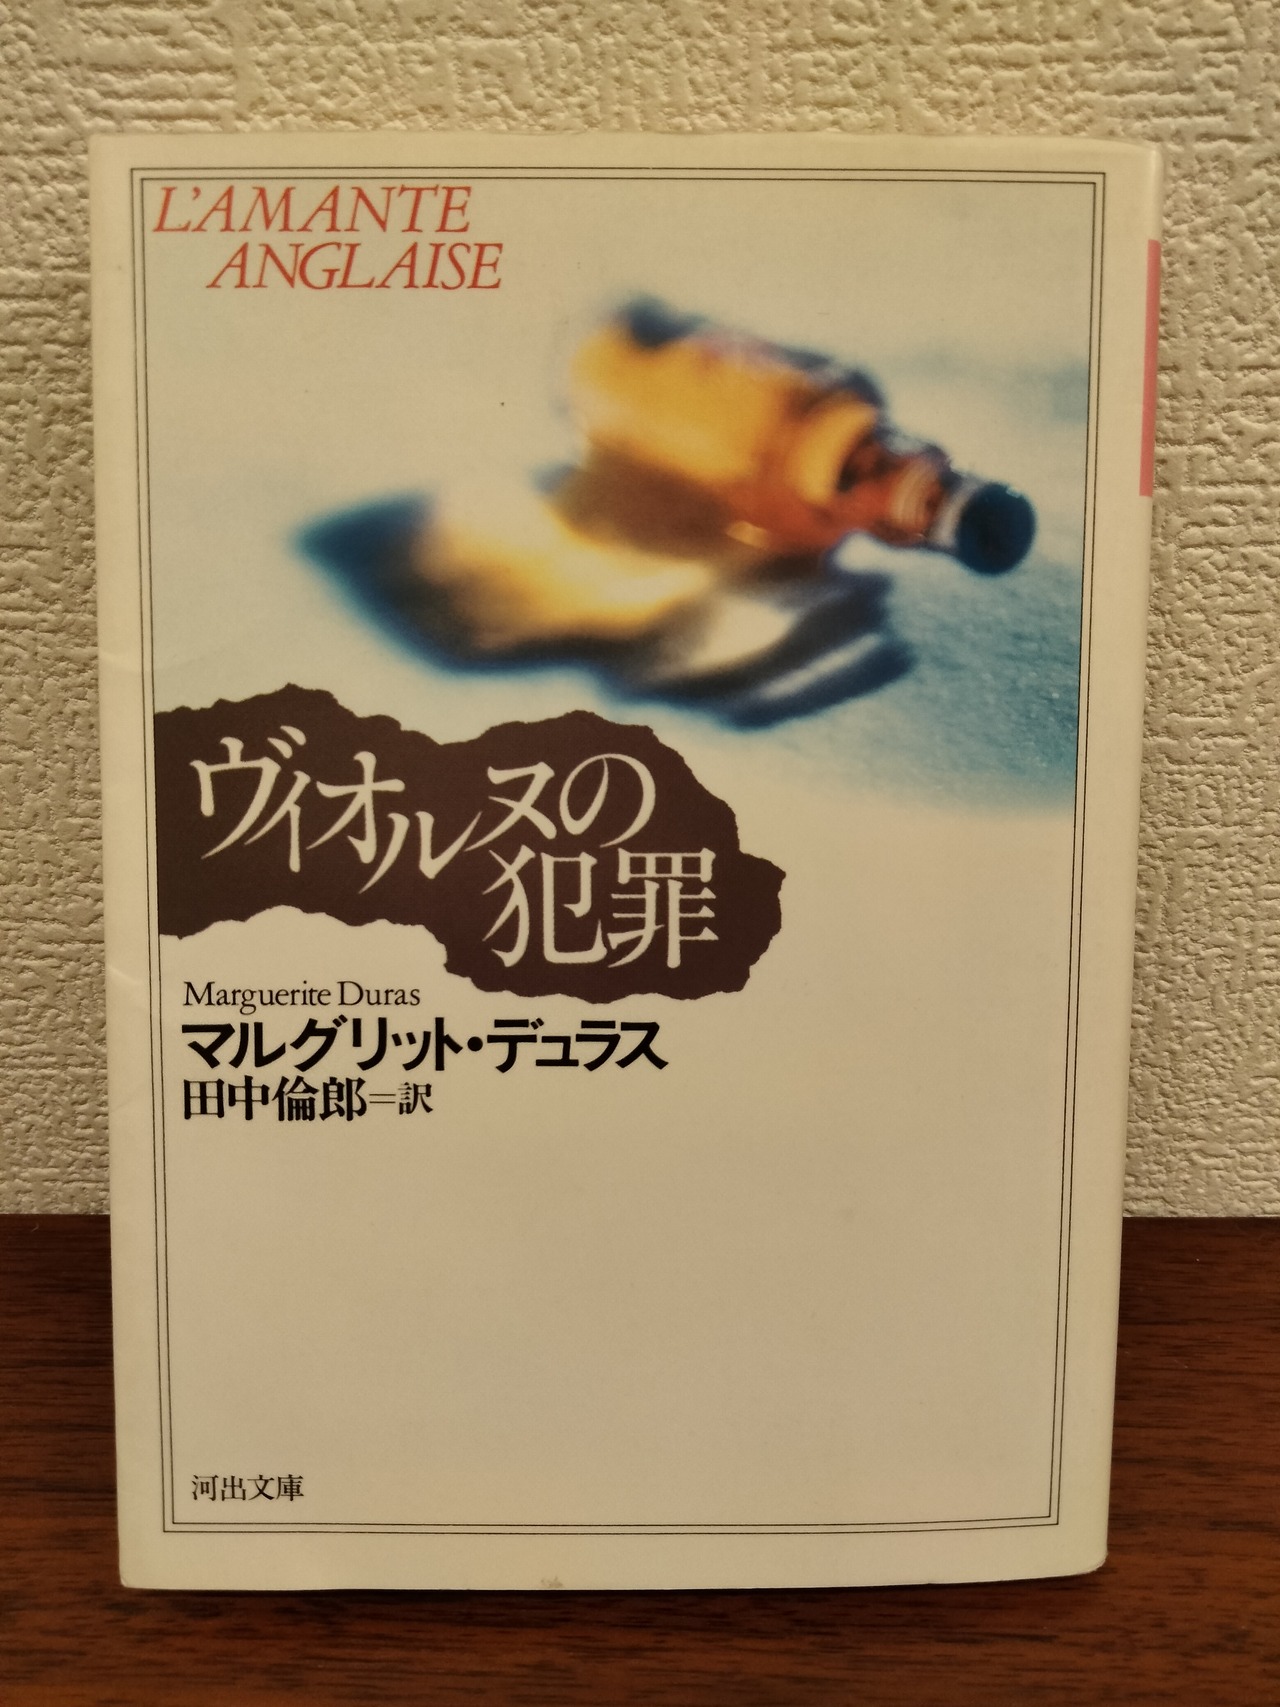 L'AMANTE
ANGLAISE
ヴィオルヌの
犯罪
Marguerite Duras
マルグリット・デュラス
田中倫郎=訳
河出文庫